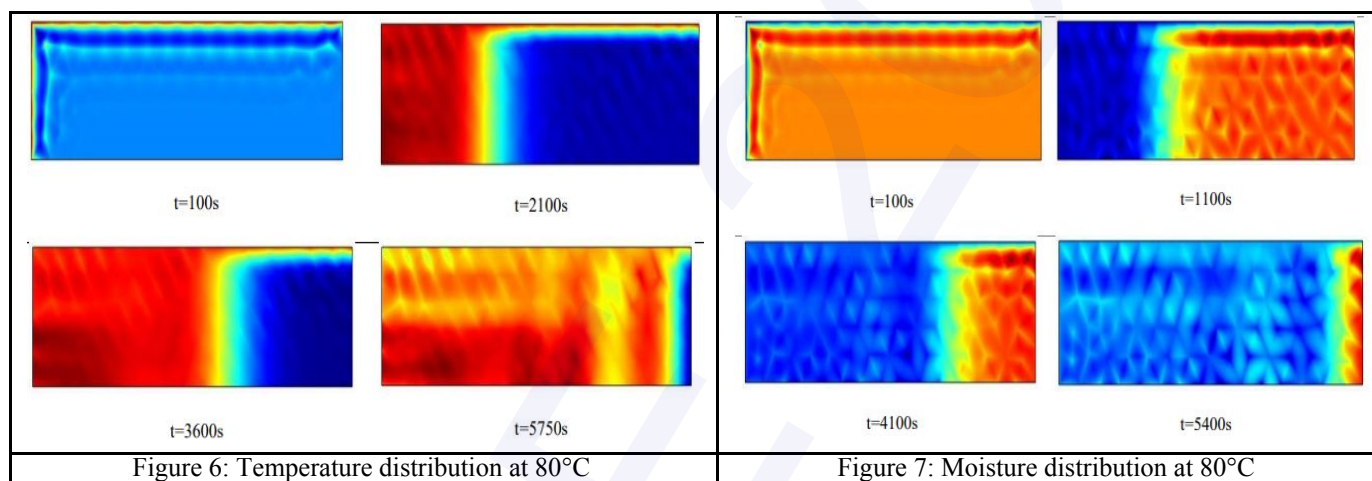 t=100s
t=2100s
t=3600s
t=5750s
Figure 6: Temperature distribution at 80°C
t=100s
t=1100s
t=4100s
t=5400s
Figure 7: Moisture distribution at 80°C